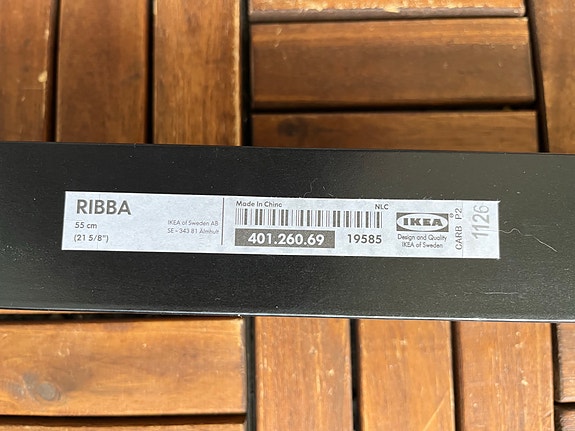 RIBBA
55 cm
(21 5/8")
IKEA of Sweden AB
SE - 343 81 Älmhult
Made in China
NLC
401.260.69
19585
IKEA
Design and Quality
IKEA of Sweden
CARB P2
1126